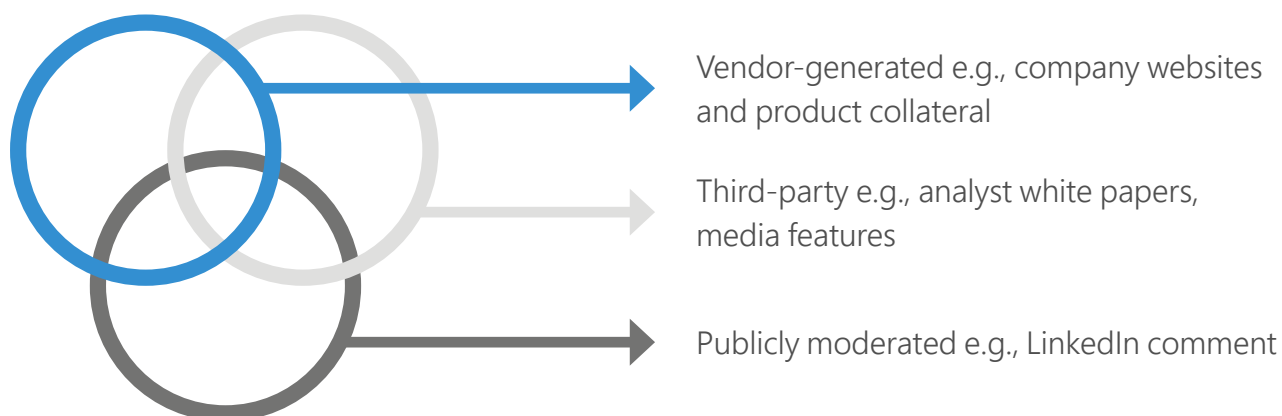 Vendor-generated e.g., company websites
and product collateral
Third-party e.g., analyst white papers,
media features
Publicly moderated e.g., LinkedIn comment